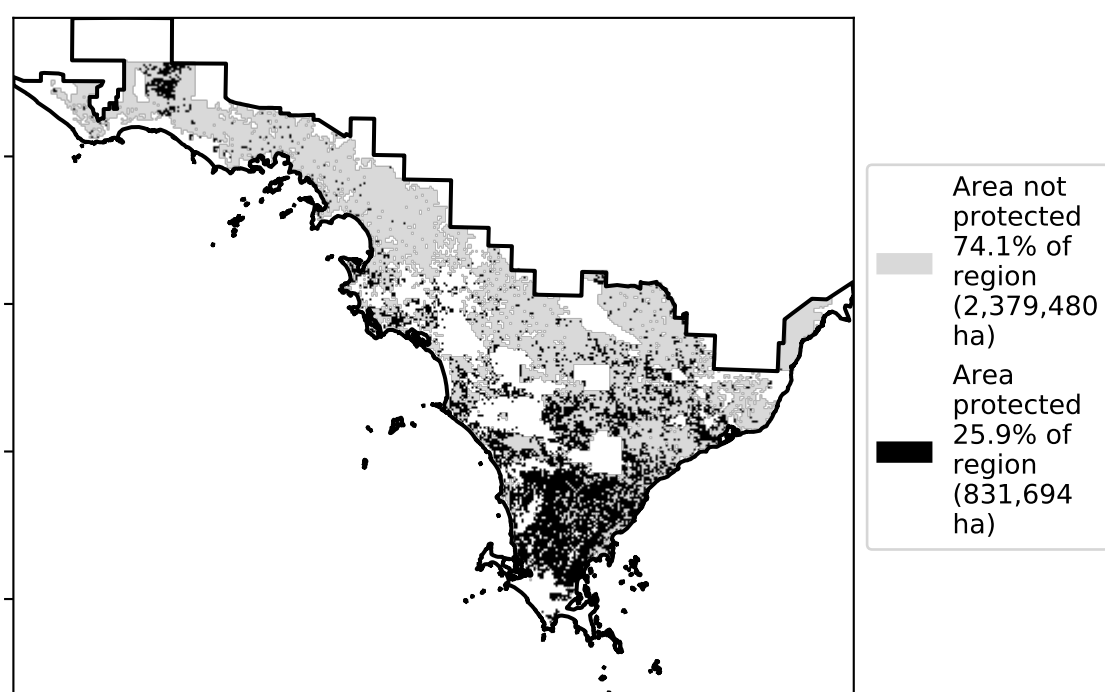 Area not
protected
74.1% of
region
(2,379,480
ha)
Area
protected
25.9% of
region
(831,694
ha)